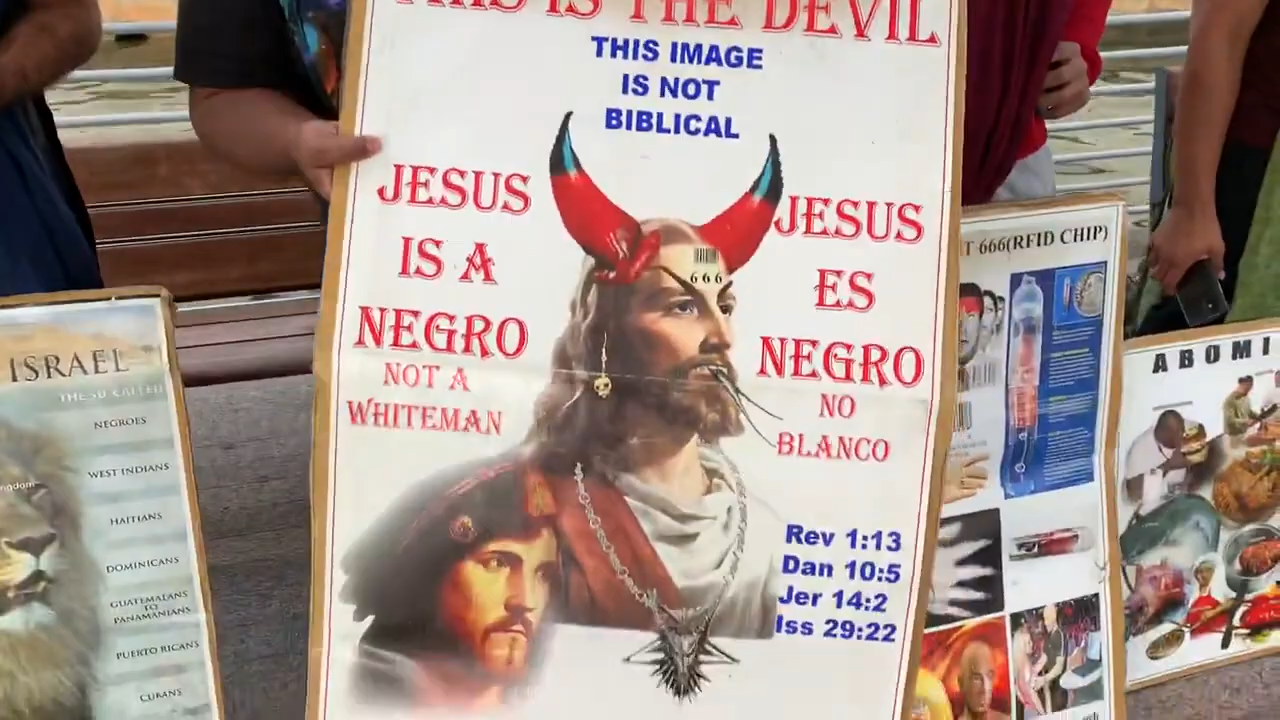 THIS IS THE DEVIL
THIS IMAGE
IS NOT
BIBLICAL
JESUS
IS A
NEGRO
NOT A
WHITEMAN
JESUS
ES
NEGRO
NO
BLANCO
666
Rev 1:13
Dan 10:5
Jer 14:2
Iss 29:22
ISRAEL
THE SO CALLED
NEGROES
WEST INDIANS
HAITIANS
DOMINICANS
GUATEMALANS
TO
PANAMANIANS
PUERTO RICANS
CUBANS
T 666(RFID CHIP)
ABOMI